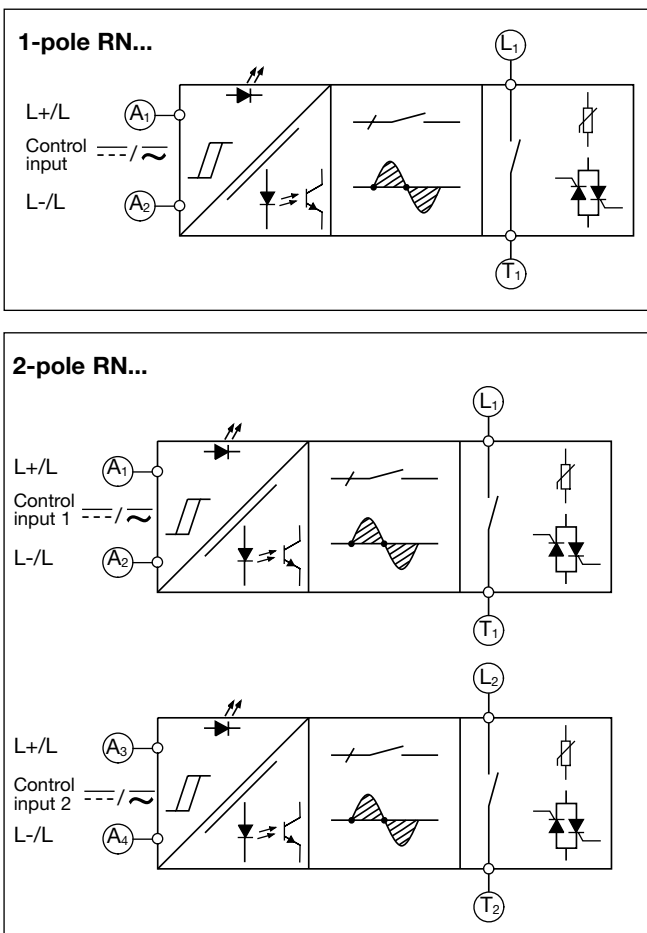 1-pole RN...
L₁
L+/L A₁
Control
input
L-/L A₂
T₁
2-pole RN...
L₁
L+/L A₁
Control
input 1
L-/L A₂
T₁
L₂
L+/L A₃
Control
input 2
L-/L A₄
T₂